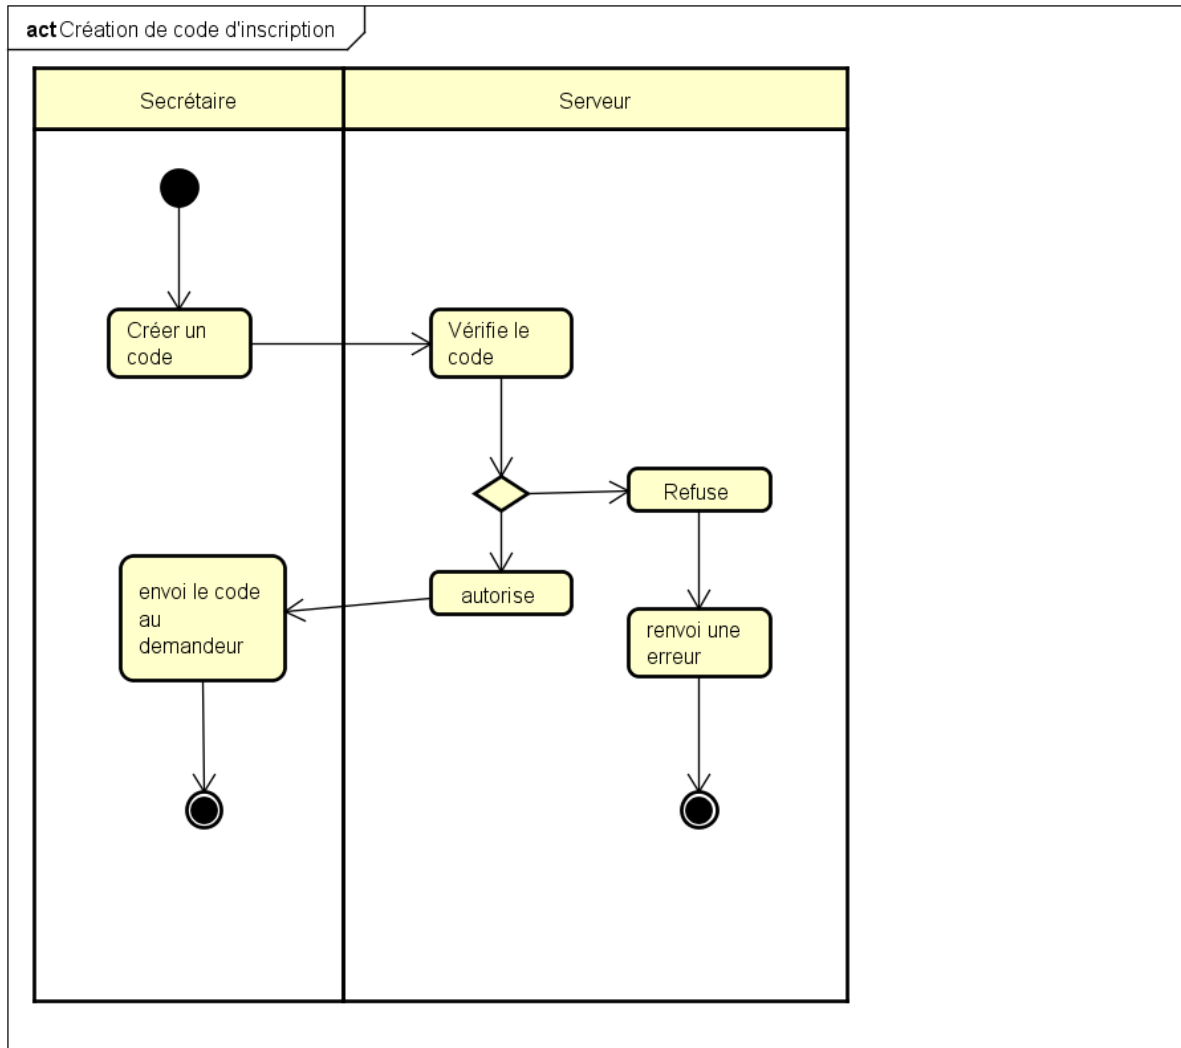 act Création de code d'inscription
Secrétaire
Serveur
Créer un
code
Vérifie le
code
Refuse
envoi le code
au
demandeur
autorise
renvoi une
erreur